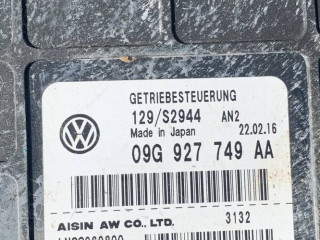 GETRIEBESTEUERUNG
129/S2944 AN2
Made in Japan 22.02.16
09G 927 749 AA
AISIN AW CO., LTD. 3132